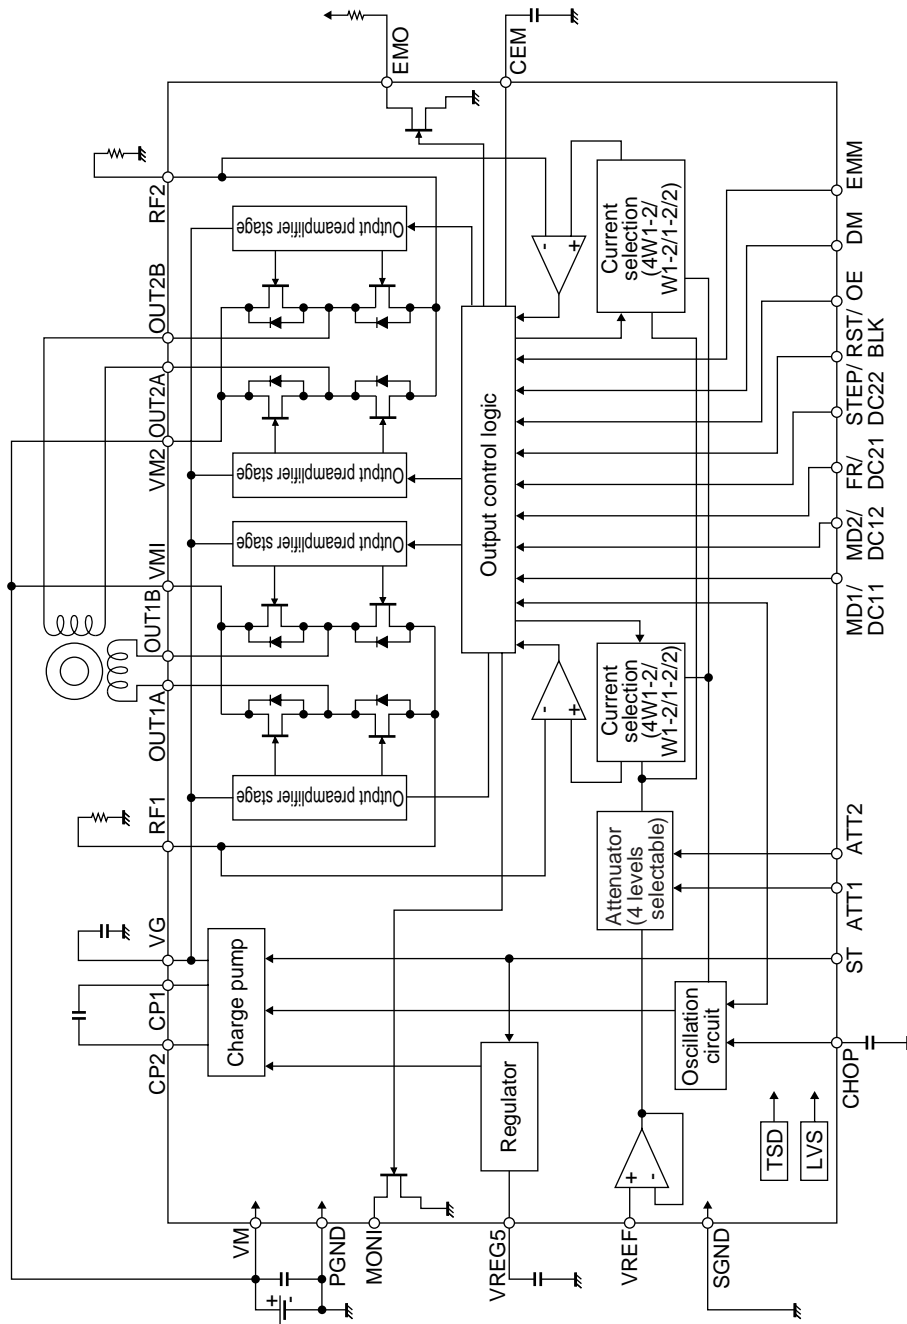 VM
PGND
MONI
VREG5
VREF
SGND
CP2
CP1
VG
RF1
OUT1A
OUT1B
VMI
VM2
OUT2A
OUT2B
RF2
EMO
CEM
Charge pump
Output preamplifier stage
Output preamplifier stage
Output preamplifier stage
Output preamplifier stage
Output control logic
Regulator
Attenuator
(4 levels
selectable)
Current
selection
(4W1-2/
W1-2/1-2/2)
Current
selection
(4W1-2/
W1-2/1-2/2)
Oscillation
circuit
TSD
LVS
+
-
+
-
+
-
+
-
CHOP
ST
ATT1
ATT2
MD1/
DC11
MD2/
DC12
FR/
DC21
STEP/
DC22
RST/
BLK
OE
DM
EMM